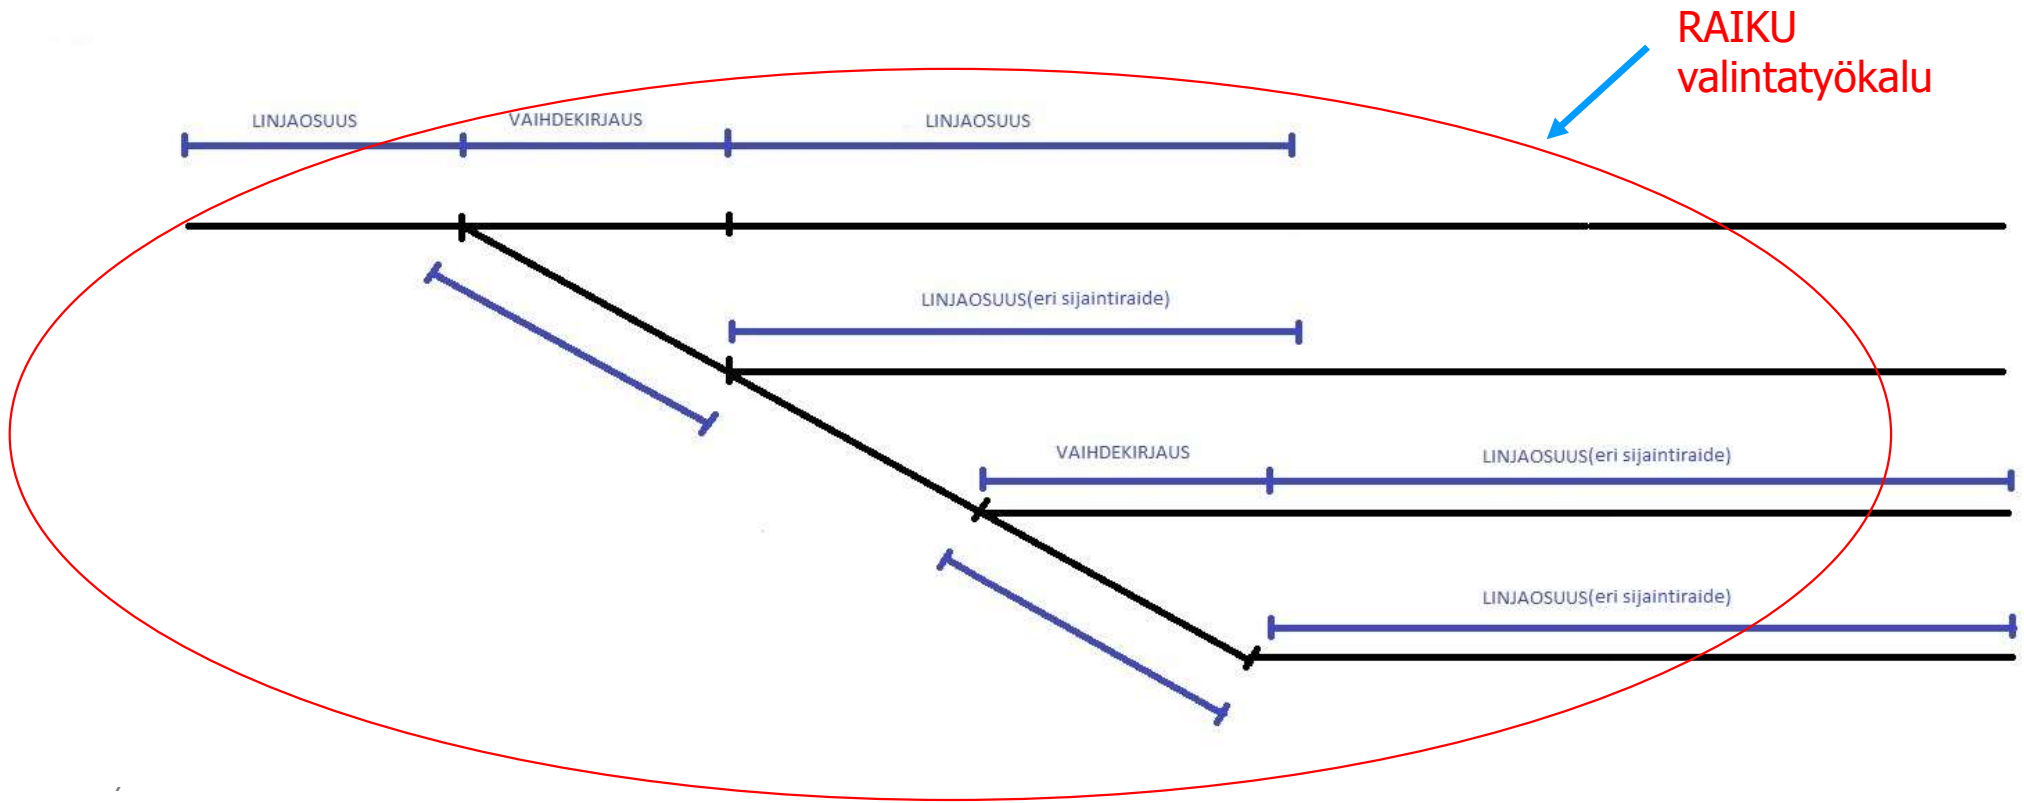 RAIKU
valintatyökalu
LINJAOSUUS VAIHDEKIRJAUS LINJAOSUUS
LINJAOSUUS(eri sijaintiraide)
VAIHDEKIRJAUS LINJAOSUUS(eri sijaintiraide)
LINJAOSUUS(eri sijaintiraide)